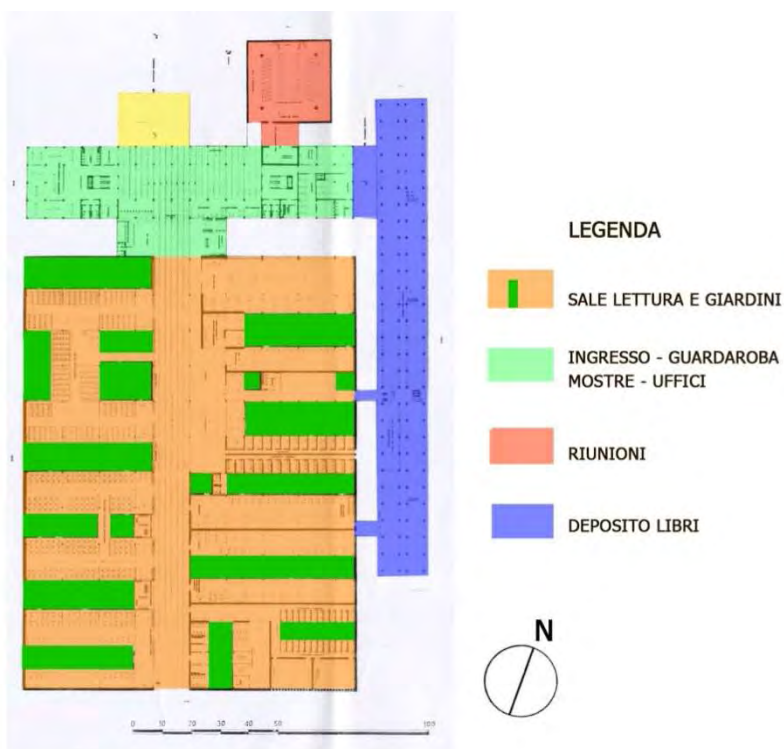 LEGENDA
SALE LETTURA E GIARDINI
INGRESSO - GUARDAROBA
MOSTRE - UFFICI
RIUNIONI
DEPOSITO LIBRI
N
0 10 20 30 40 50 100